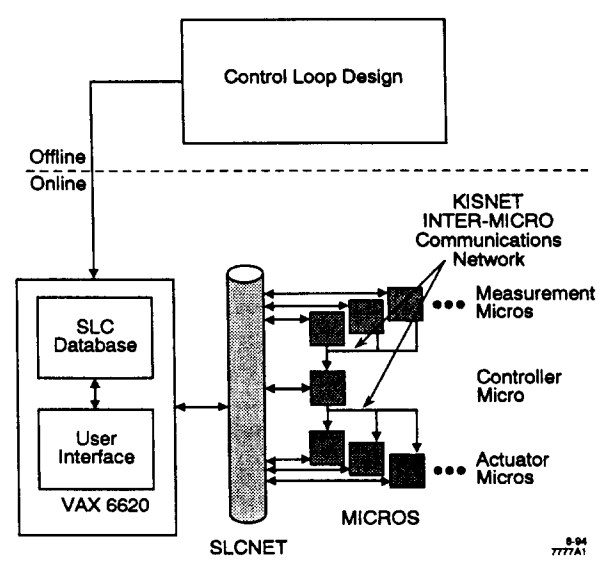 Control Loop Design
Offline
Online
KISNET
INTER-MICRO
Communications
Network
SLC
Database
User
Interface
VAX 6620
Measurement
Micros
Controller
Micro
Actuator
Micros
MICROS
SLCNET
8-94
7777A1